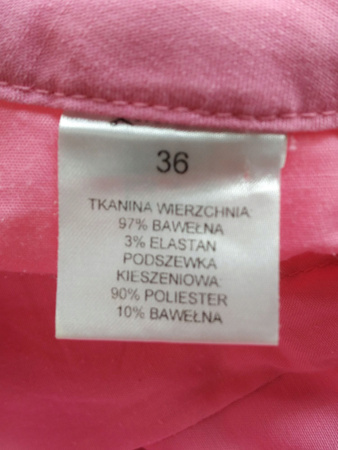 36
TKANINA WIERZCHNIA:
97% BAWEŁNA
3% ELASTAN
PODSZEWKA
KIESZENIOWA:
90% POLIESTER
10% BAWEŁNA